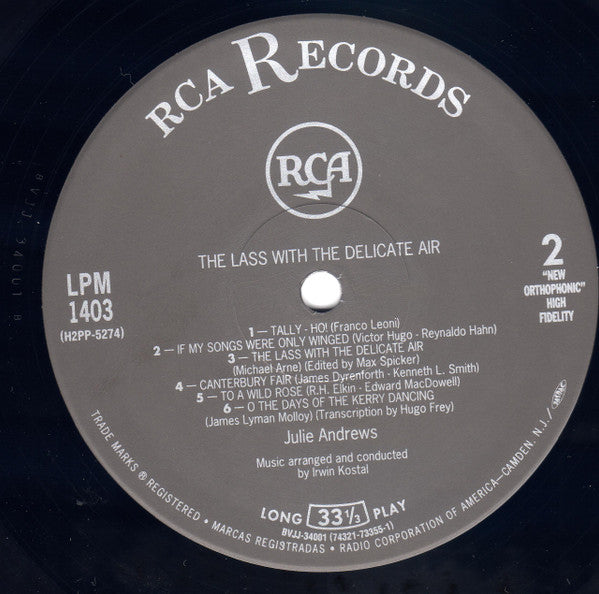 RCA RECORDS
RCA
THE LASS WITH THE DELICATE AIR
LPM
1403
(H2PP-5274)
2
"NEW
ORTHOPHONIC"
HIGH
FIDELITY
1 — TALLY - HO! (Franco Leoni)
2 — IF MY SONGS WERE ONLY WINGED (Victor Hugo - Reynaldo Hahn)
3 — THE LASS WITH THE DELICATE AIR
(Michael Arne) (Edited by Max Spicker)
4 — CANTERBURY FAIR (James Dyrenforth - Kenneth L. Smith)
5 — TO A WILD ROSE (R.H. Elkin - Edward MacDowell)
6 — O THE DAYS OF THE KERRY DANCING
(James Lyman Molloy) (Transcription by Hugo Frey)
Julie Andrews
Music arranged and conducted
by Irwin Kostal
LONG 33⅓ PLAY
BVJJ-34001 (74321-73355-1)
TRADE MARKS ® REGISTERED • MARCAS REGISTRADAS • RADIO CORPORATION OF AMERICA—CAMDEN, N.J./
BVJJ-34001 B